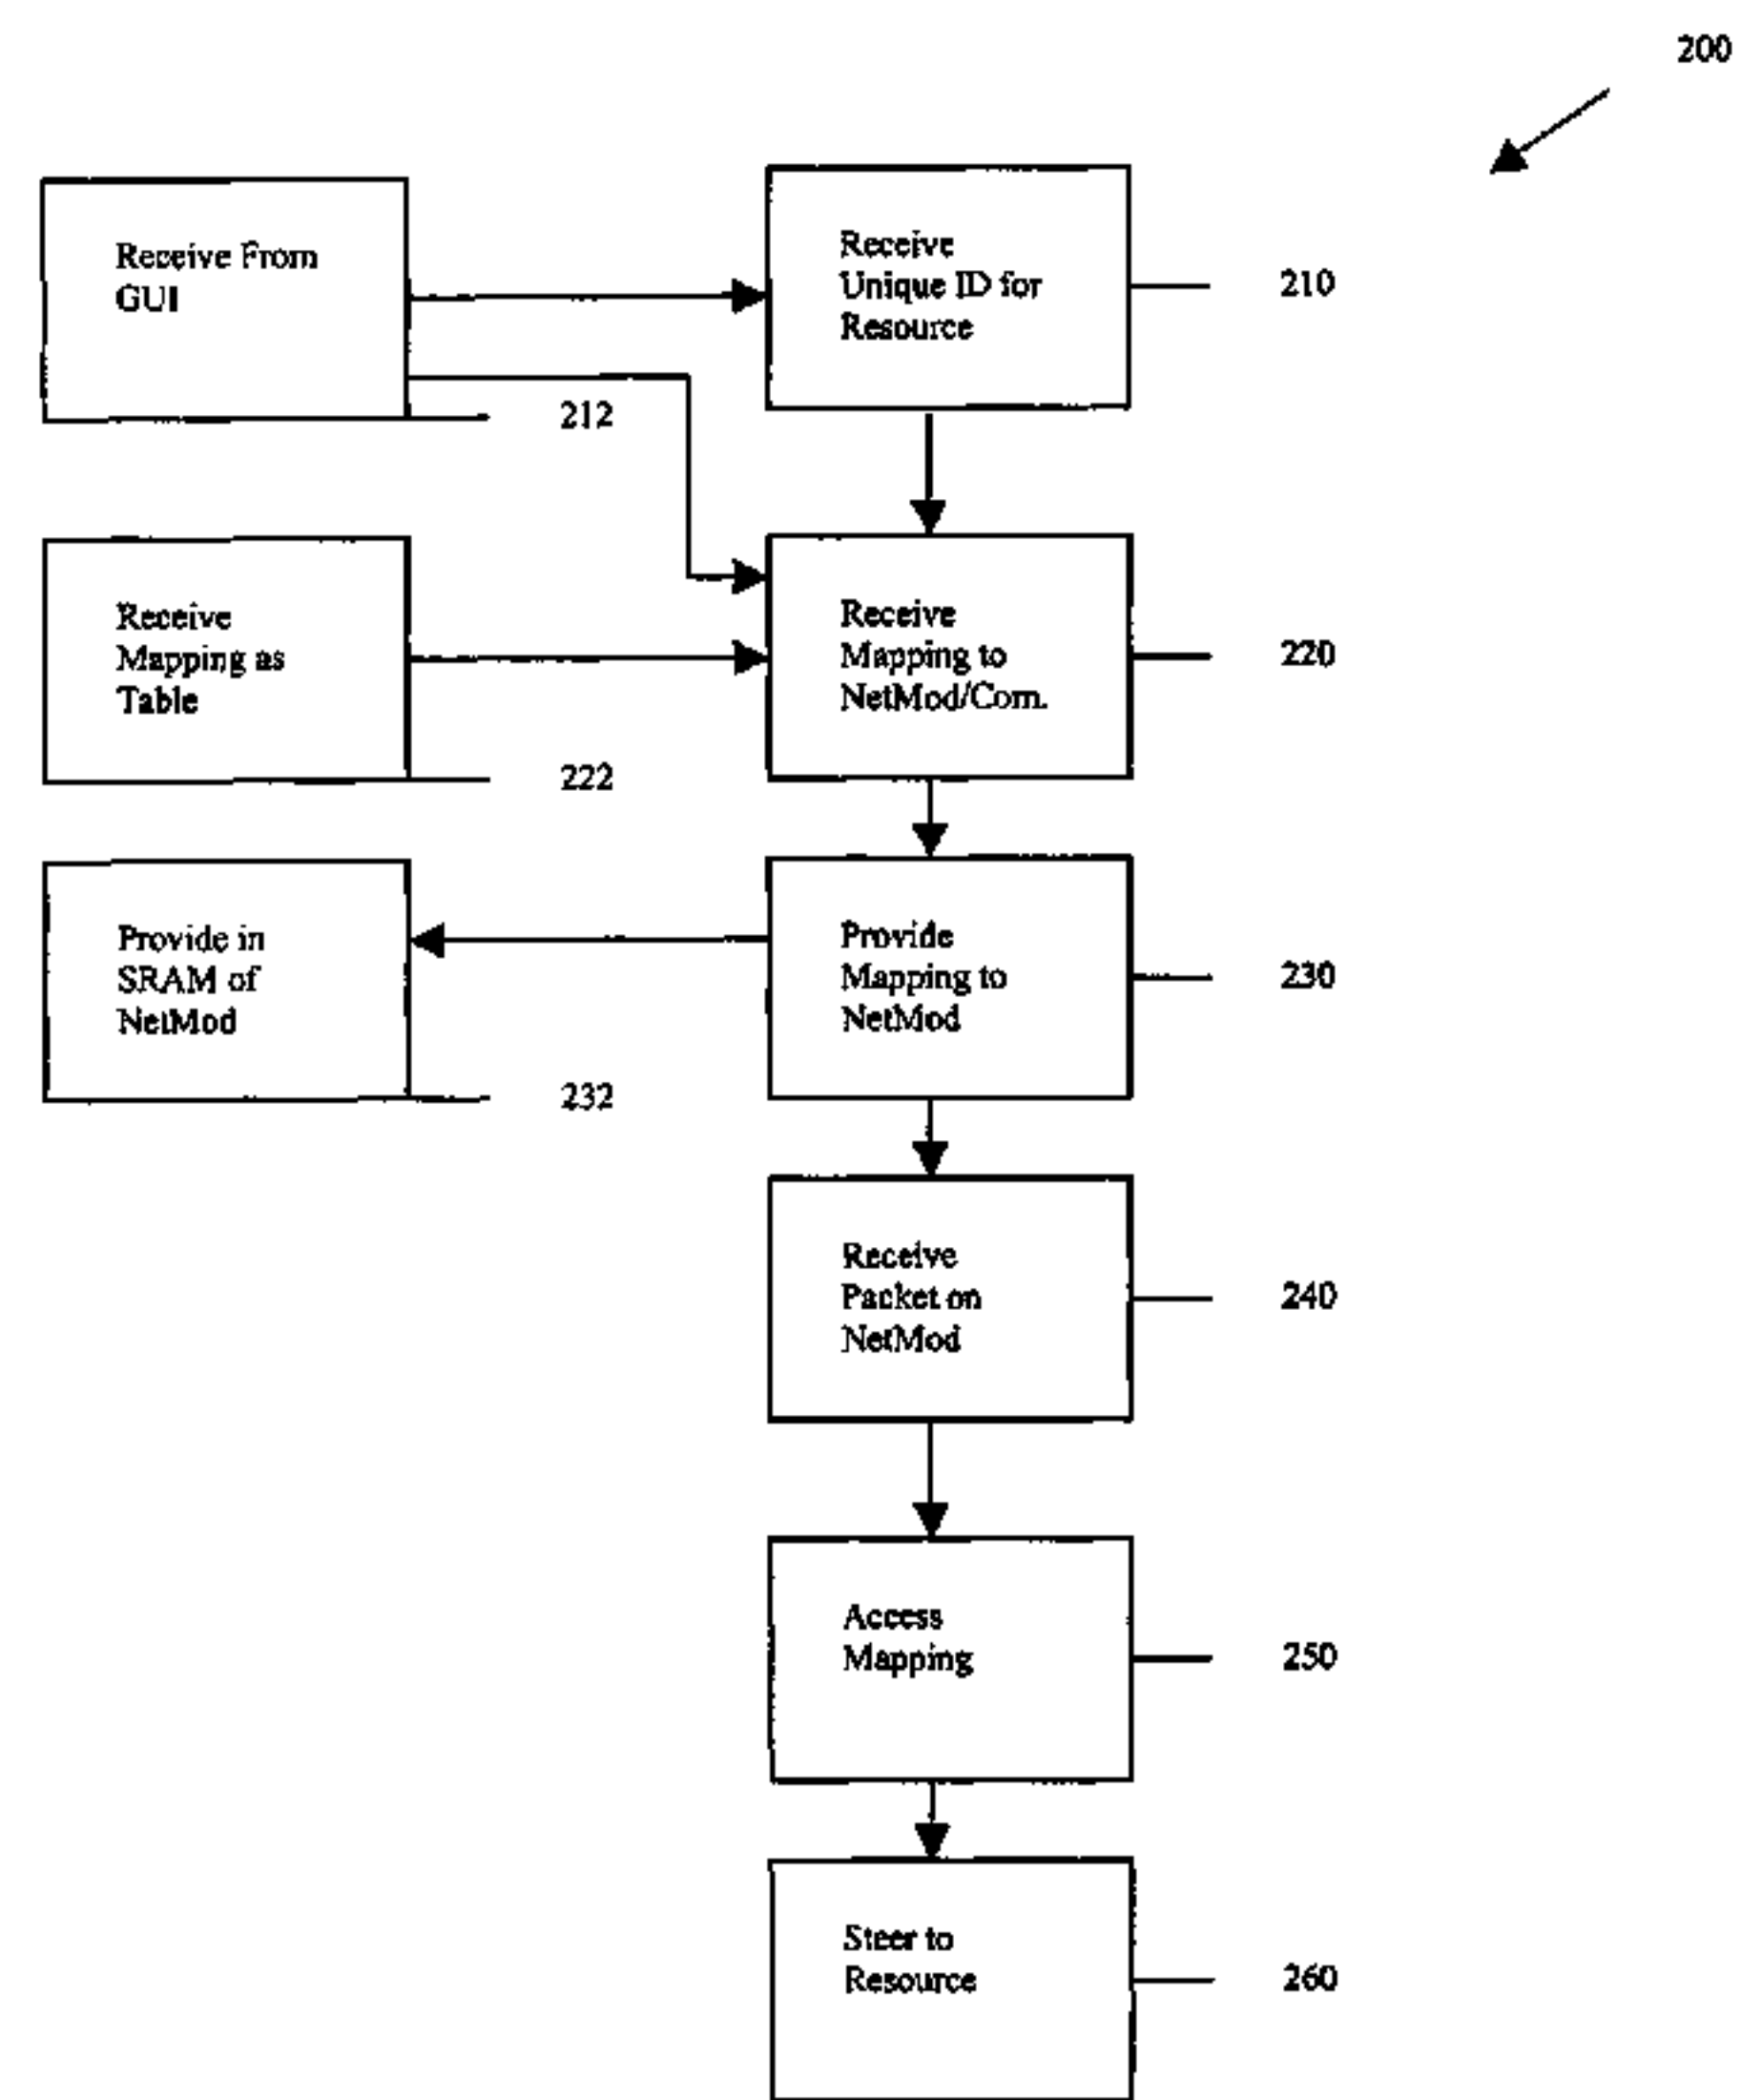 200
Receive From
GUI
212
Receive
Unique ID for
Resource
210
Receive
Mapping as
Table
222
Receive
Mapping to
NetMod/Com.
220
Provide in
SRAM of
NetMod
232
Provide
Mapping to
NetMod
230
Receive
Packet on
NetMod
240
Access
Mapping
250
Steer to
Resource
260